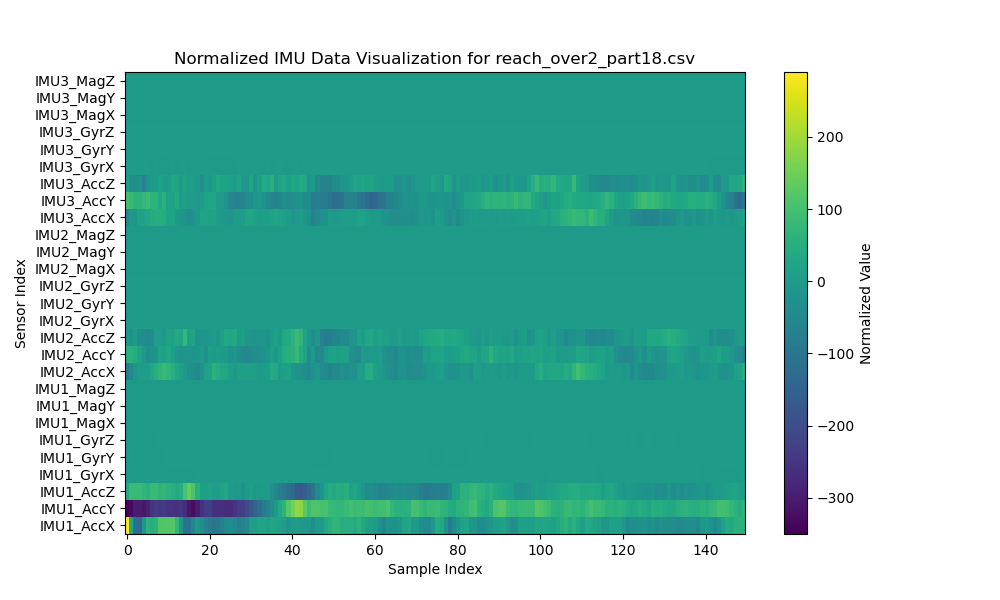 Normalized IMU Data Visualization for reach_over2_part18.csv
IMU3_MagZ
IMU3_MagY
IMU3_MagX
IMU3_GyrZ
IMU3_GyrY
IMU3_GyrX
IMU3_AccZ
IMU3_AccY
IMU3_AccX
IMU2_MagZ
IMU2_MagY
IMU2_MagX
IMU2_GyrZ
IMU2_GyrY
IMU2_GyrX
IMU2_AccZ
IMU2_AccY
IMU2_AccX
IMU1_MagZ
IMU1_MagY
IMU1_MagX
IMU1_GyrZ
IMU1_GyrY
IMU1_GyrX
IMU1_AccZ
IMU1_AccY
IMU1_AccX
Sensor Index
0 20 40 60 80 100 120 140
Sample Index
200
100
0
−100
−200
−300
Normalized Value